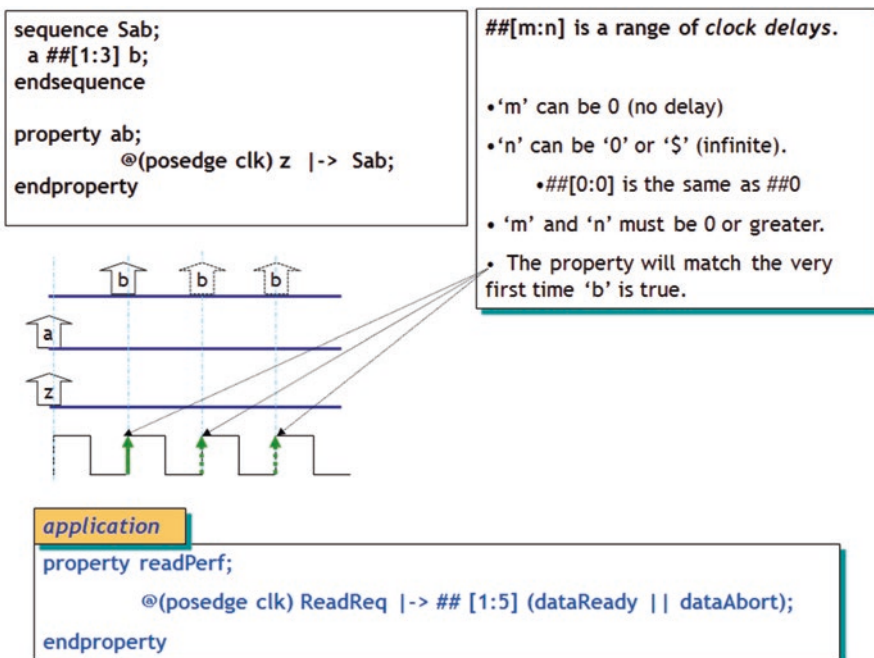 sequence Sab;
a ##[1:3] b;
endsequence
property ab;
@(posedge clk) z |-> Sab;
endproperty
##[m:n] is a range of clock delays.
•‘m’ can be 0 (no delay)
•‘n’ can be ‘0’ or ‘$’ (infinite).
•##[0:0] is the same as ##0
• ‘m’ and ‘n’ must be 0 or greater.
• The property will match the very
first time ‘b’ is true.
b b b
a
z
application
property readPerf;
@(posedge clk) ReadReq |-> ## [1:5] (dataReady || dataAbort);
endproperty